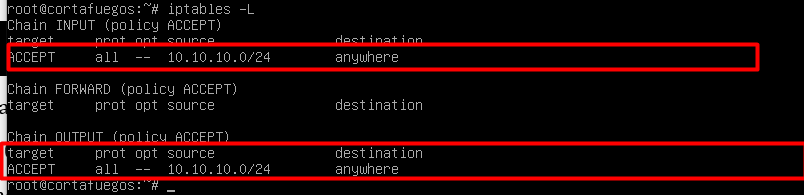 root@cortafuegos:~# iptables -L
Chain INPUT (policy ACCEPT)
target     prot opt source               destination
ACCEPT     all  --  10.10.10.0/24        anywhere

Chain FORWARD (policy ACCEPT)
target     prot opt source               destination

Chain OUTPUT (policy ACCEPT)
target     prot opt source               destination
ACCEPT     all  --  10.10.10.0/24        anywhere
root@cortafuegos:~# _